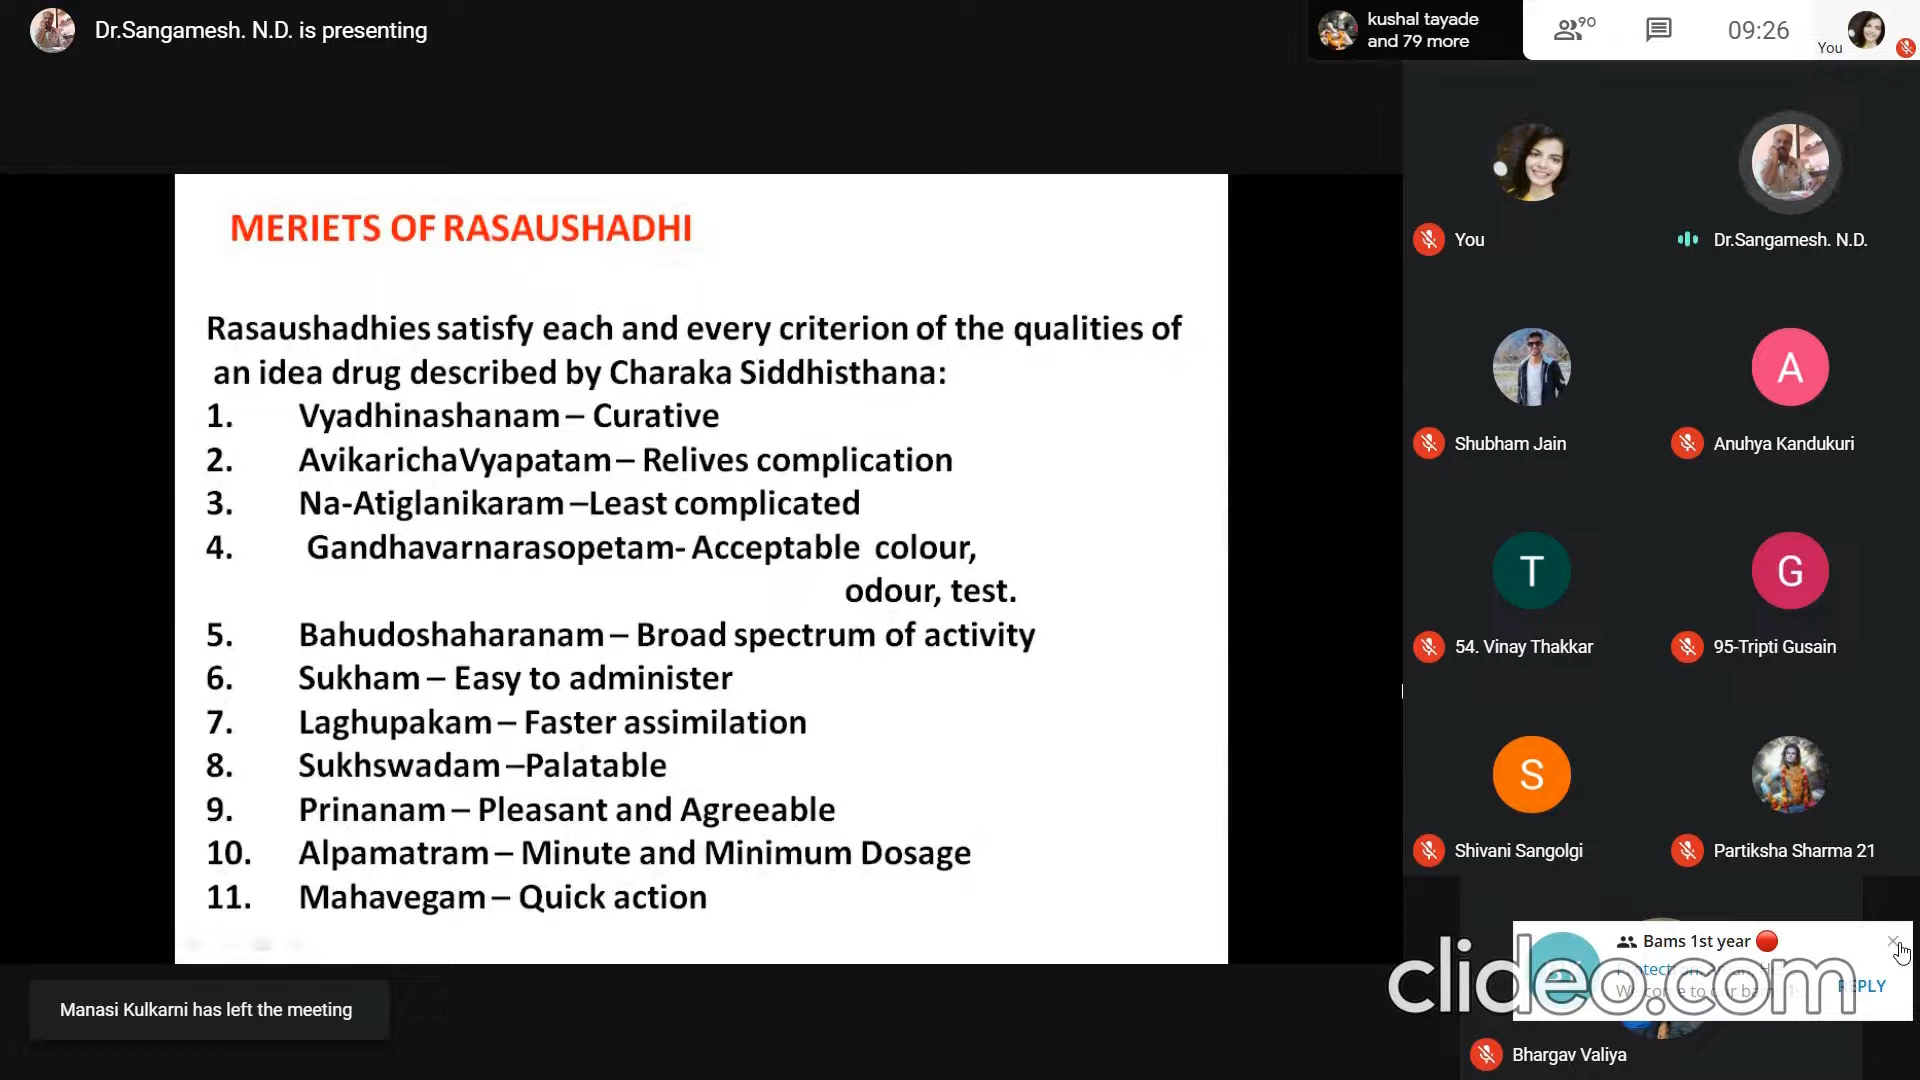 Dr.Sangamesh. N.D. is presenting
kushal tayade
and 79 more
90
09:26
You
MERIETS OF RASAUSHADHI
Rasaushadhies satisfy each and every criterion of the qualities of
an idea drug described by Charaka Siddhisthana:
1. Vyadhinashanam – Curative
2. AvikarichaVyapatam – Relives complication
3. Na-Atiglanikaram –Least complicated
4. Gandhavarnarasopetam- Acceptable colour,
odour, test.
5. Bahudoshaharanam – Broad spectrum of activity
6. Sukham – Easy to administer
7. Laghupakam – Faster assimilation
8. Sukhswadam –Palatable
9. Prinanam – Pleasant and Agreeable
10. Alpamatram – Minute and Minimum Dosage
11. Mahavegam – Quick action
You
Dr.Sangamesh. N.D.
Shubham Jain
A
Anuhya Kandukuri
T
54. Vinay Thakkar
G
95-Tripti Gusain
S
Shivani Sangolgi
Partiksha Sharma 21
Bams 1st year
REPLY
clideo.com
Bhargav Valiya
Manasi Kulkarni has left the meeting